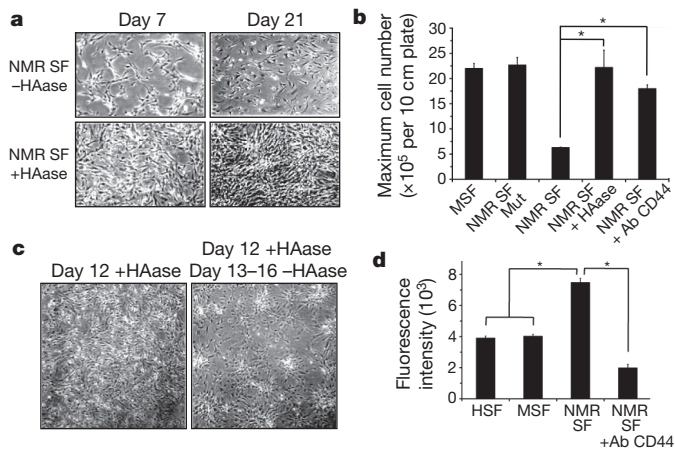 a
Day 7
Day 21
NMR SF
–HAase
NMR SF
+HAase
b
Maximum cell number
(×10⁵ per 10 cm plate)
30
25
20
15
10
5
0
*
*
MSF
NMR SF
Mut
NMR SF
NMR SF
+ HAase
NMR SF
+ Ab CD44
c
Day 12 +HAase
Day 12 +HAase
Day 13–16 –HAase
d
Fluorescence
intensity (10³)
8
6
4
2
0
*
*
HSF
MSF
NMR
SF
NMR
SF
+Ab CD44